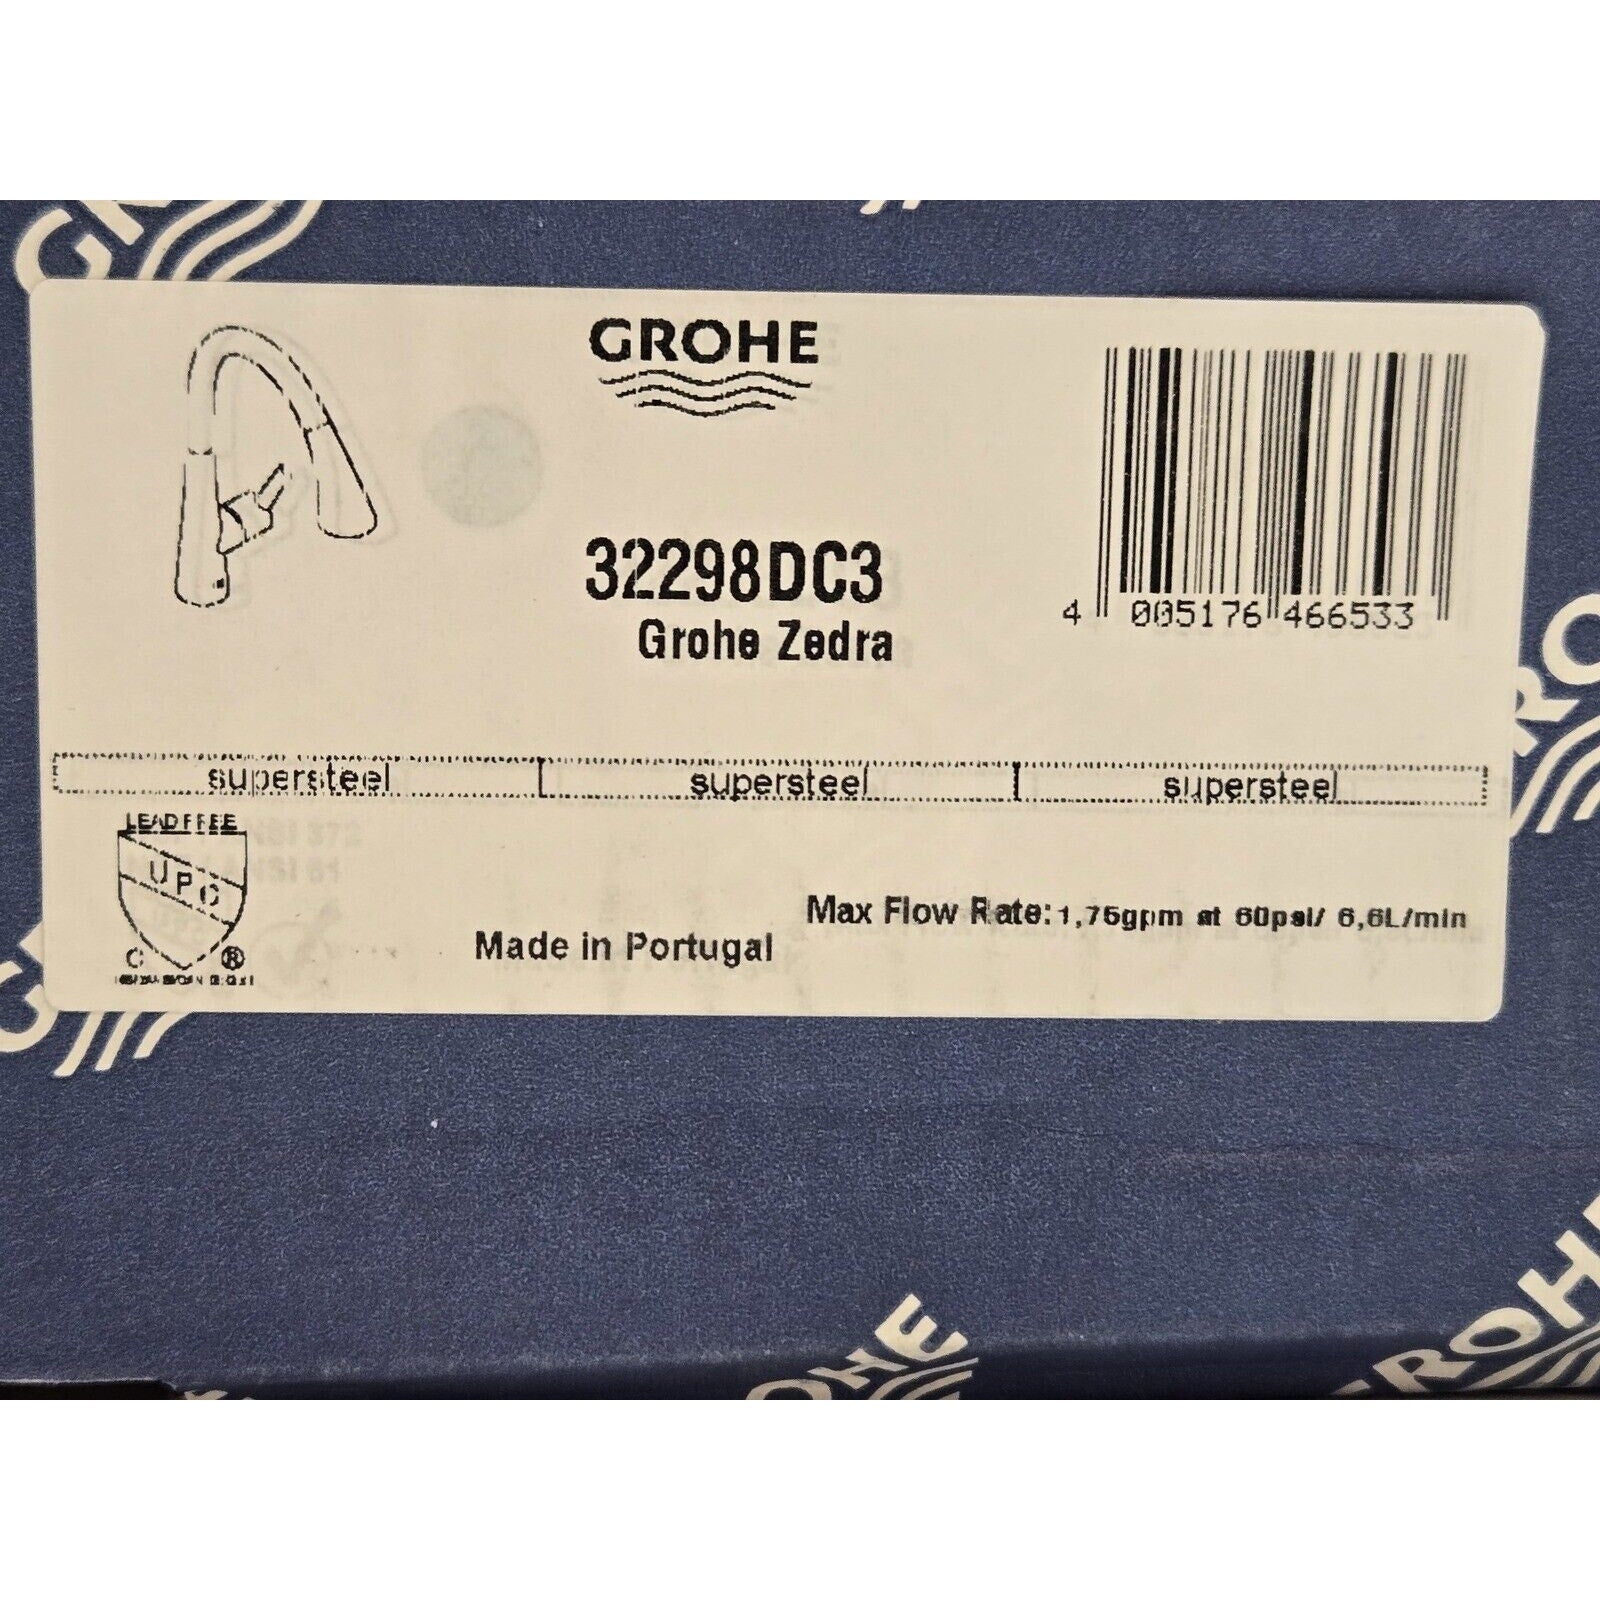 GROHE
32298DC3
Grohe Zedra
4 005176 466533
supersteel supersteel supersteel
LEAD FREE
UPC
C ®
Made in Portugal
Max Flow Rate: 1,75gpm at 60psi/ 6,6L/min
GROHE